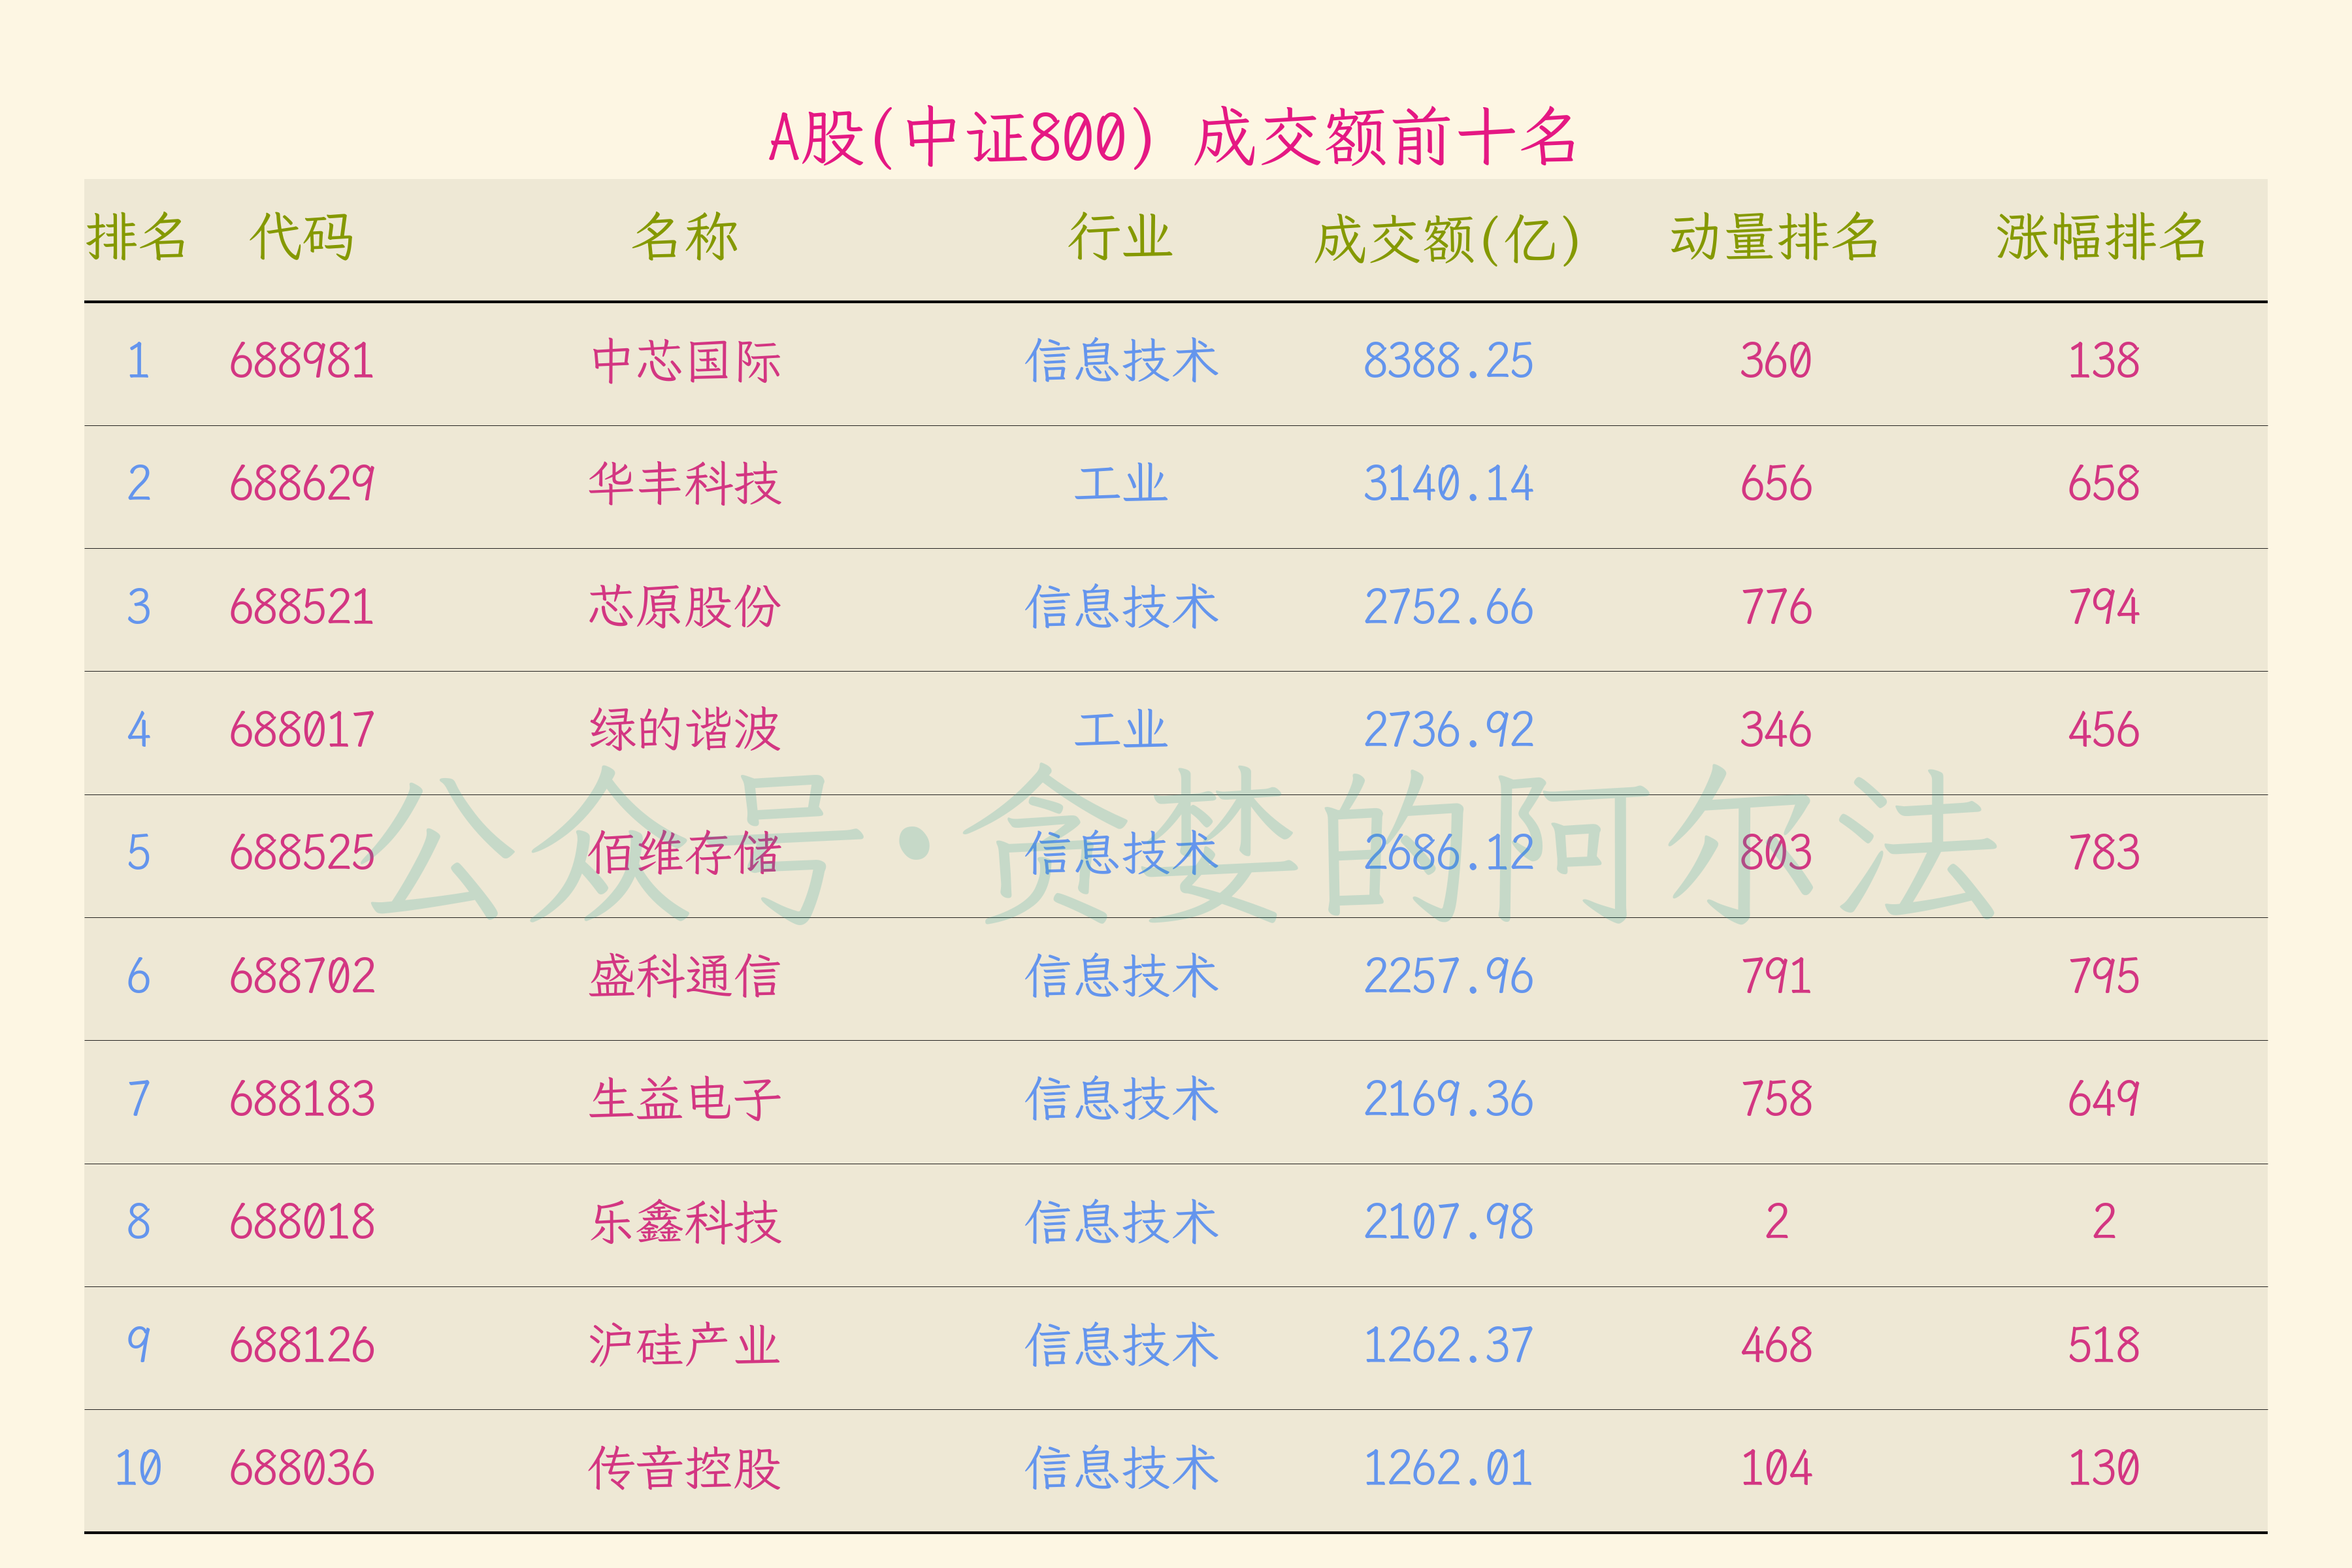 A股(中证800) 成交额前十名
排名 代码 名称 行业 成交额(亿) 动量排名 涨幅排名
1 688981 中芯国际 信息技术 8388.25 360 138
2 688629 华丰科技 工业 3140.14 656 658
3 688521 芯原股份 信息技术 2752.66 776 794
4 688017 绿的谐波 工业 2736.92 346 456
5 688525 佰维存储 信息技术 2686.12 803 783
公众号·贪婪的阿尔法
6 688702 盛科通信 信息技术 2257.96 791 795
7 688183 生益电子 信息技术 2169.36 758 649
8 688018 乐鑫科技 信息技术 2107.98 2 2
9 688126 沪硅产业 信息技术 1262.37 468 518
10 688036 传音控股 信息技术 1262.01 104 130